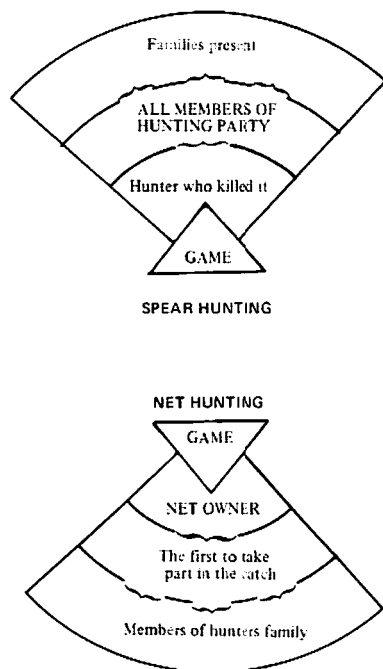 Families present
ALL MEMBERS OF
HUNTING PARTY
Hunter who killed it
GAME
SPEAR HUNTING
NET HUNTING
GAME
NET OWNER
The first to take
part in the catch
Members of hunters family